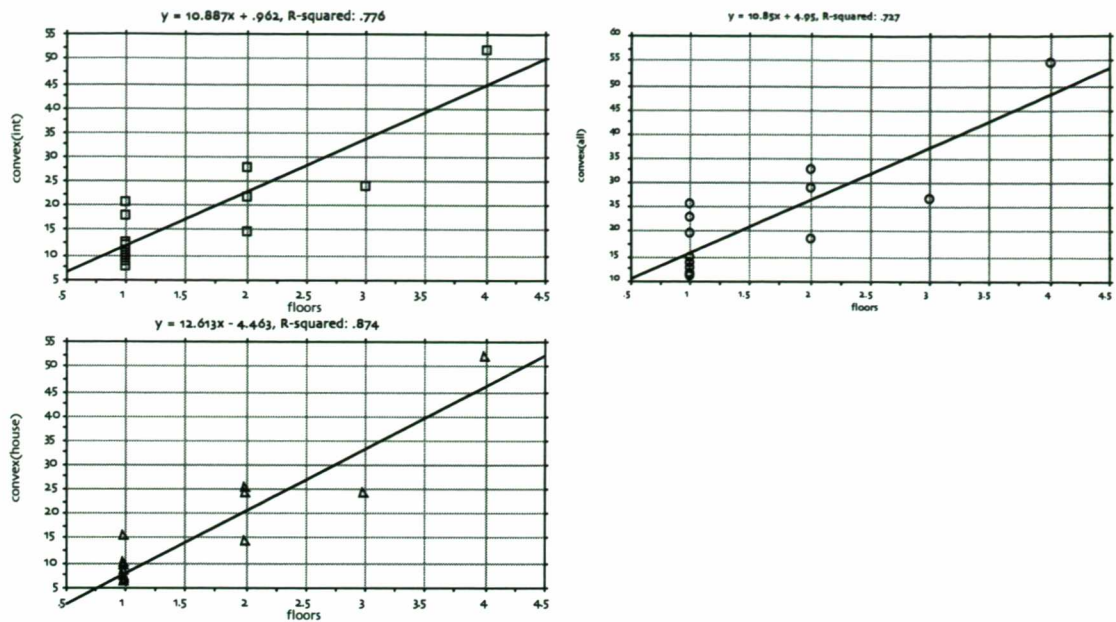 y = 10.887x + .962, R-squared: .776
convex(int)
55
50
45
40
35
30
25
20
15
10
5
.5 1 1.5 2 2.5 3 3.5 4 4.5
floors
y = 10.85x + 4.95, R-squared: .727
convex(all)
60
55
50
45
40
35
30
25
20
15
10
.5 1 1.5 2 2.5 3 3.5 4 4.5
floors
y = 12.613x - 4.463, R-squared: .874
convex(house)
55
50
45
40
35
30
25
20
15
10
5
.5 1 1.5 2 2.5 3 3.5 4 4.5
floors